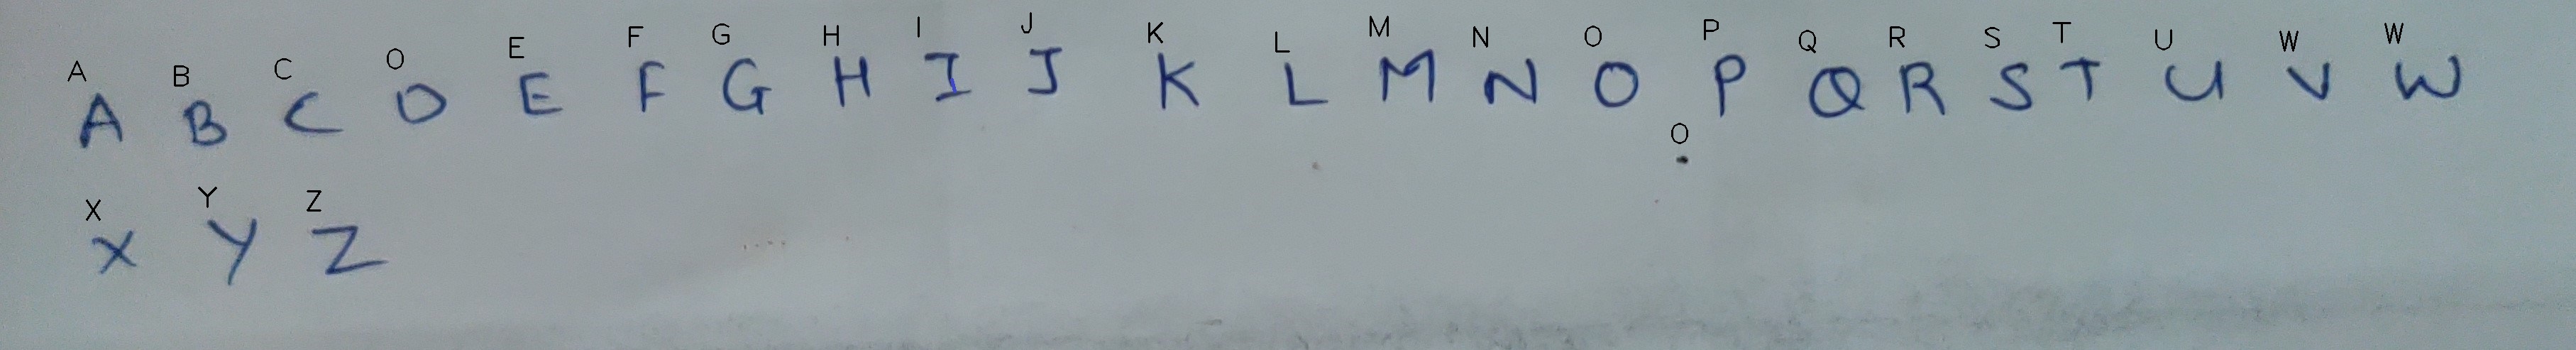 A B C O E F G H I J K L M N O P Q R S T U W W
A B C D E F G H I J K L M N O P Q R S T U V W
O
X Y Z
X Y Z